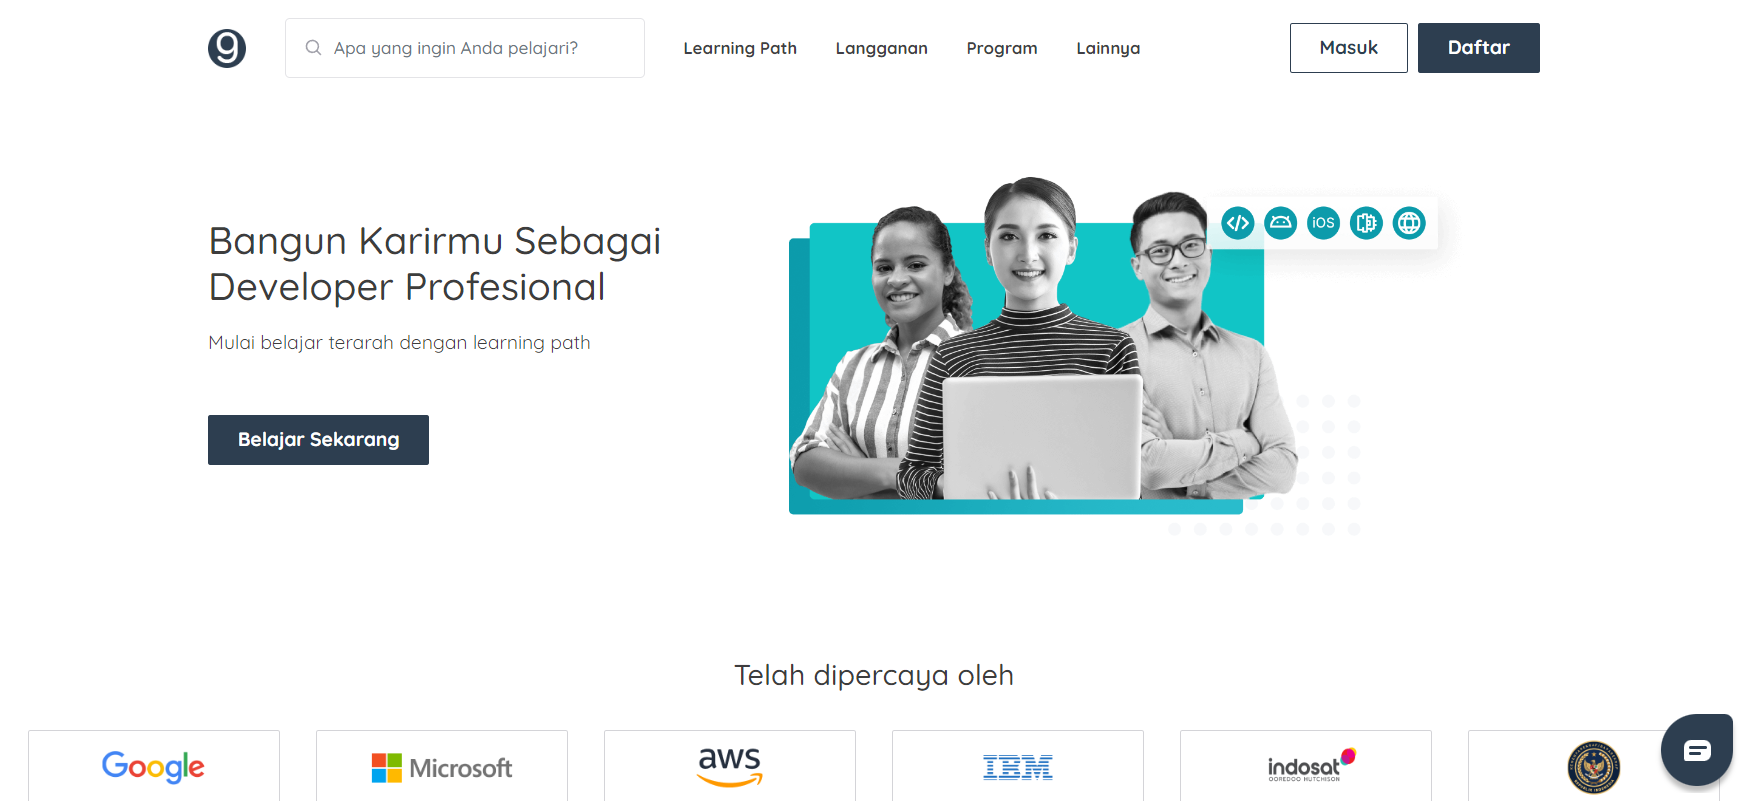 Apa yang ingin Anda pelajari?
Learning Path
Langganan
Program
Lainnya
Masuk
Daftar
iOS
Bangun Karirmu Sebagai
Developer Profesional
Mulai belajar terarah dengan learning path
Belajar Sekarang
Telah dipercaya oleh
Google
Microsoft
aws
IBM
indosat
OOREDOO HUTCHISON